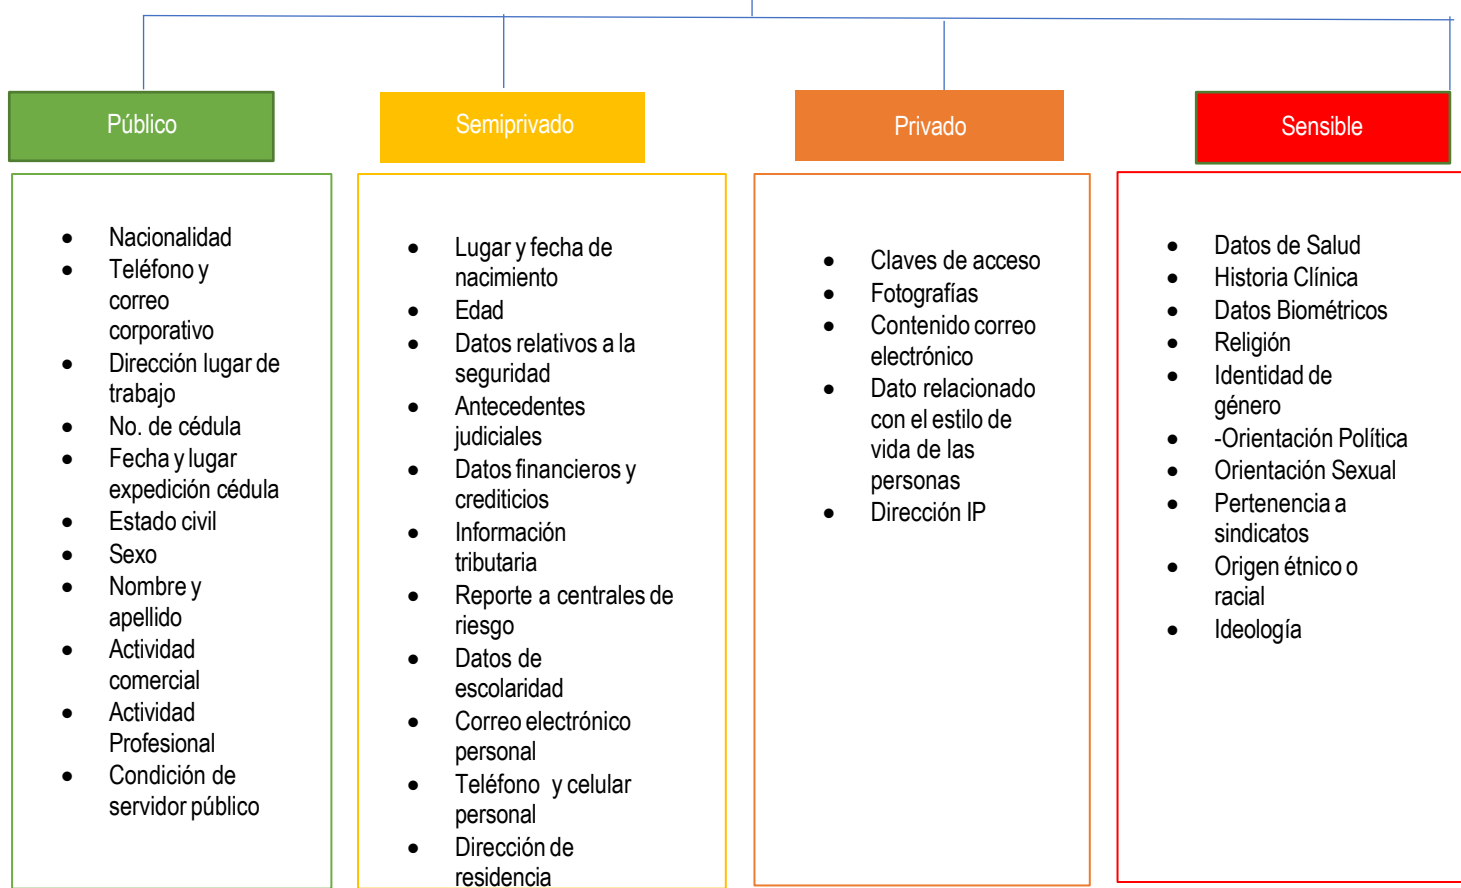 Público
Nacionalidad
Teléfono y
correo
corporativo
Dirección lugar de
trabajo
No. de cédula
Fecha y lugar
expedición cédula
Estado civil
Sexo
Nombre y
apellido
Actividad
comercial
Actividad
Profesional
Condición de
servidor público
Semiprivado
Lugar y fecha de
nacimiento
Edad
Datos relativos a la
seguridad
Antecedentes
judiciales
Datos financieros y
crediticios
Información
tributaria
Reporte a centrales de
riesgo
Datos de
escolaridad
Correo electrónico
personal
Teléfono y celular
personal
Dirección de
residencia
Privado
Claves de acceso
Fotografías
Contenido correo
electrónico
Dato relacionado
con el estilo de
vida de las
personas
Dirección IP
Sensible
Datos de Salud
Historia Clínica
Datos Biométricos
Religión
Identidad de
género
-Orientación Política
Orientación Sexual
Pertenencia a
sindicatos
Origen étnico o
racial
Ideología